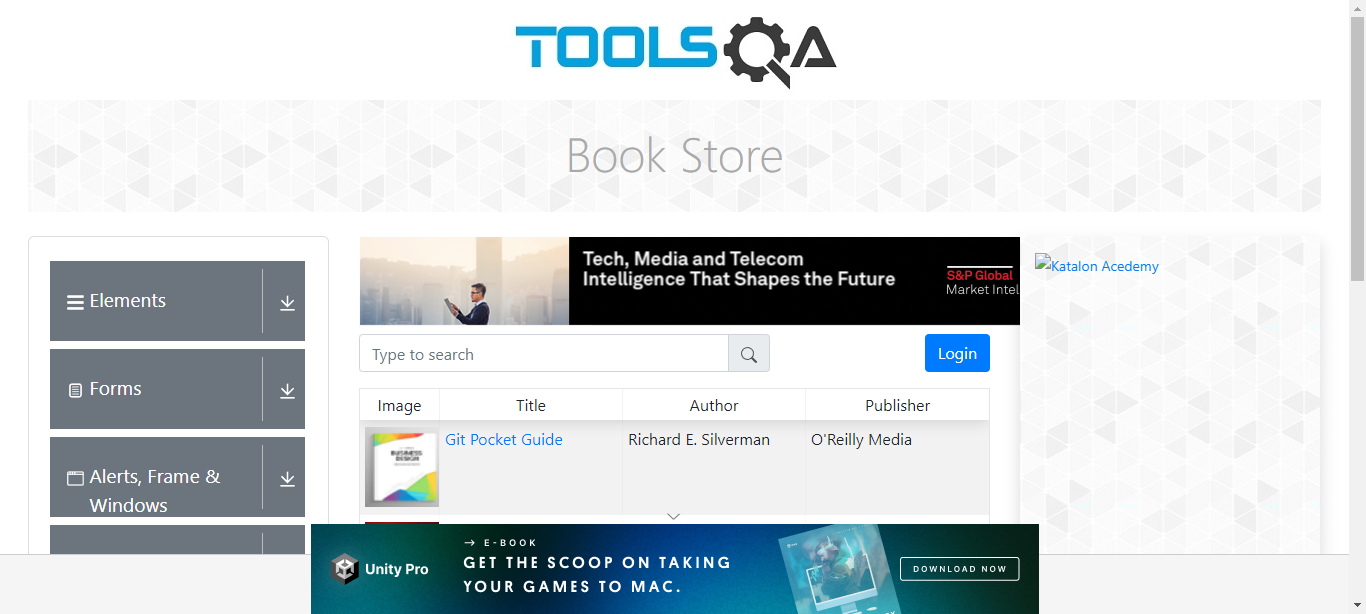 TOOLSQA
Book Store
Elements
Forms
Alerts, Frame &
Windows
Tech, Media and Telecom
Intelligence That Shapes the Future
S&P Global
Market Intel
Type to search
Login
Image Title Author Publisher
BUSINESS
DESIGN
Git Pocket Guide Richard E. Silverman O'Reilly Media
Katalon Acedemy
Unity Pro
→ E-BOOK
GET THE SCOOP ON TAKING
YOUR GAMES TO MAC.
DOWNLOAD NOW